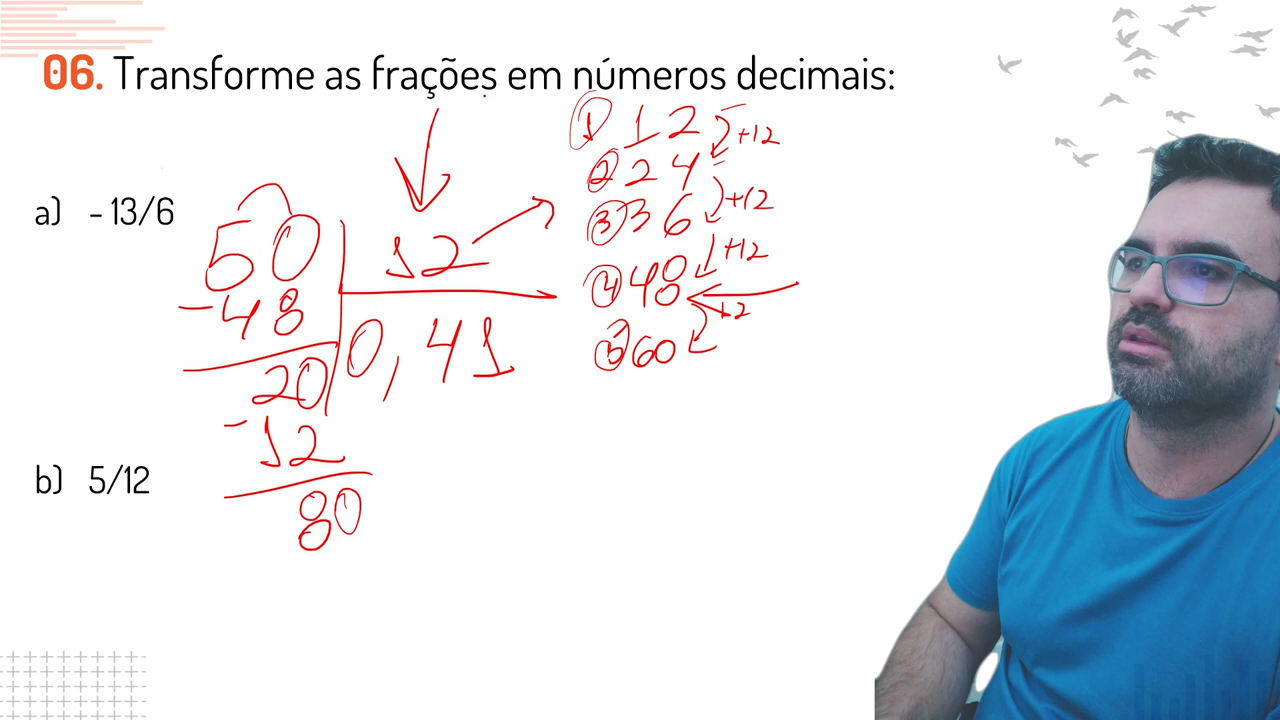 06. Transforme as frações em números decimais:
① 12 +12
② 24
a) - 13/6
③ 36 +12
50 12
④ 48 +12
- 48 0,41
+12
⑤ 60
20
- 12
b) 5/12
80